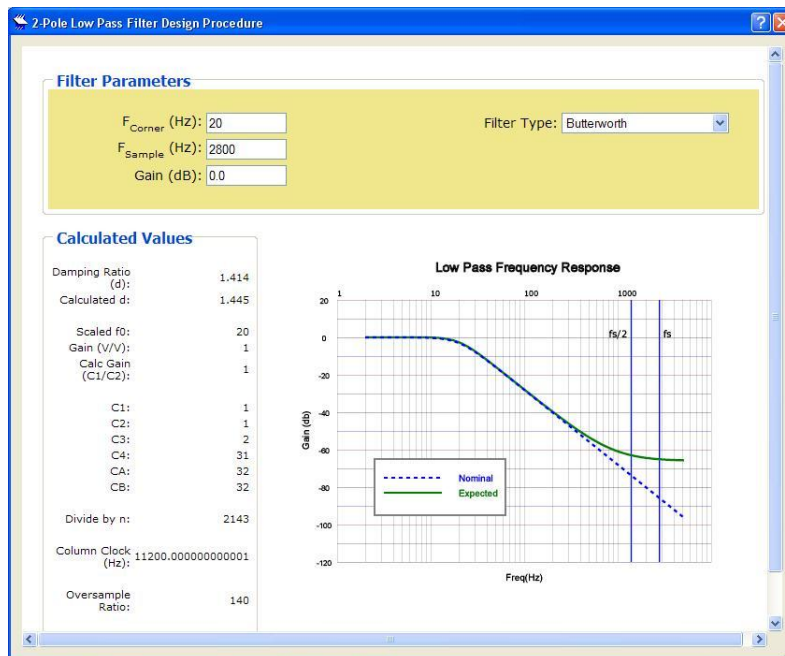 2-Pole Low Pass Filter Design Procedure
Filter Parameters
FCorner (Hz): 20
FSample (Hz): 2800
Gain (dB): 0.0
Filter Type: Butterworth
Calculated Values
Damping Ratio (d): 1.414
Calculated d: 1.445
Scaled f0: 20
Gain (V/V): 1
Calc Gain (C1/C2): 1
C1: 1
C2: 1
C3: 2
C4: 31
CA: 32
CB: 32
Divide by n: 2143
Column Clock (Hz): 11200.000000000001
Oversample Ratio: 140
Low Pass Frequency Response
1 10 100 1000
20
0
-20
-40
-60
-80
-100
-120
Gain (db)
fs/2 fs
Nominal
Expected
Freq(Hz)